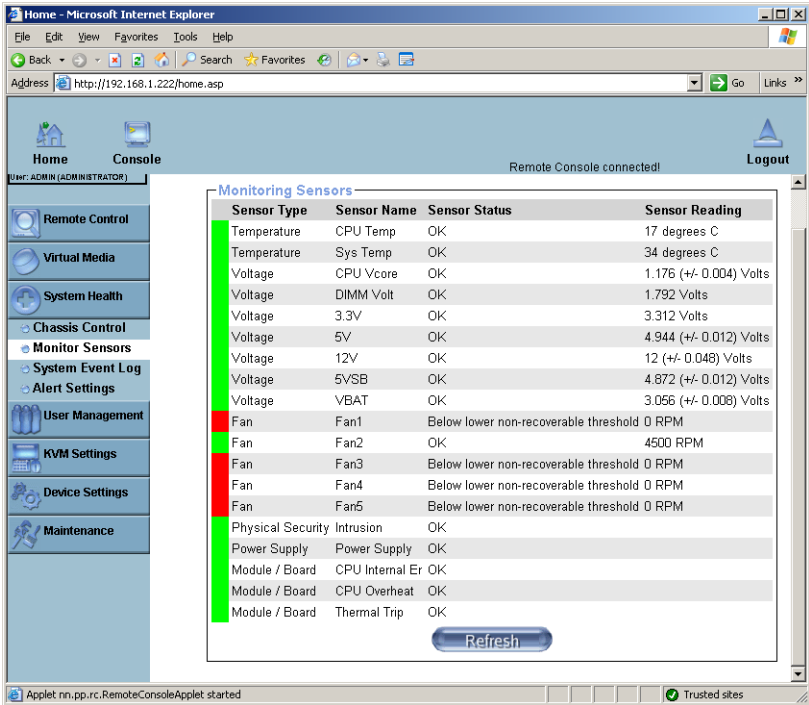 Home - Microsoft Internet Explorer
File Edit View Favorites Tools Help
Back Search Favorites
Address http://192.168.1.222/home.asp Go Links »
Home Console Remote Console connected! Logout
User: ADMIN (ADMINISTRATOR)
Remote Control
Virtual Media
System Health
Chassis Control
Monitor Sensors
System Event Log
Alert Settings
User Management
KVM Settings
Device Settings
Maintenance
Monitoring Sensors
Sensor Type Sensor Name Sensor Status Sensor Reading
Temperature CPU Temp OK 17 degrees C
Temperature Sys Temp OK 34 degrees C
Voltage CPU Vcore OK 1.176 (+/- 0.004) Volts
Voltage DIMM Volt OK 1.792 Volts
Voltage 3.3V OK 3.312 Volts
Voltage 5V OK 4.944 (+/- 0.012) Volts
Voltage 12V OK 12 (+/- 0.048) Volts
Voltage 5VSB OK 4.872 (+/- 0.012) Volts
Voltage VBAT OK 3.056 (+/- 0.008) Volts
Fan Fan1 Below lower non-recoverable threshold 0 RPM
Fan Fan2 OK 4500 RPM
Fan Fan3 Below lower non-recoverable threshold 0 RPM
Fan Fan4 Below lower non-recoverable threshold 0 RPM
Fan Fan5 Below lower non-recoverable threshold 0 RPM
Physical Security Intrusion OK
Power Supply Power Supply OK
Module / Board CPU Internal Er OK
Module / Board CPU Overheat OK
Module / Board Thermal Trip OK
Refresh
Applet nn.pp.rc.RemoteConsoleApplet started Trusted sites